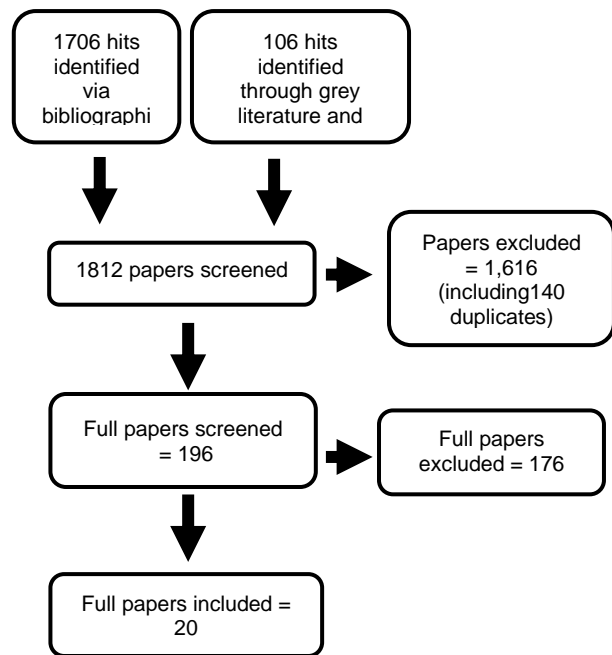 1706 hits
identified
via
bibliographi
106 hits
identified
through grey
literature and
1812 papers screened
Papers excluded
= 1,616
(including140
duplicates)
Full papers screened
= 196
Full papers
excluded = 176
Full papers included =
20